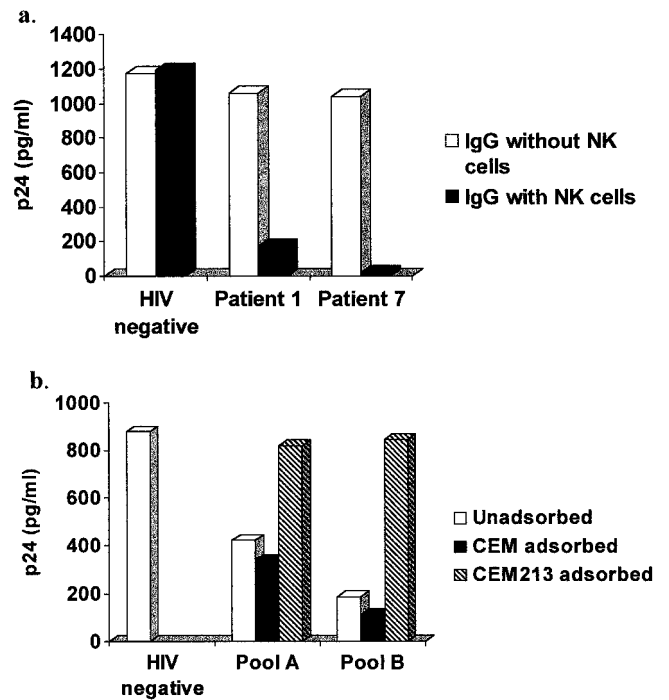 a.
1400
1200
1000
800
600
400
200
0
p24 (pg/ml)
HIV
negative
Patient 1
Patient 7
IgG without NK
cells
IgG with NK cells
b.
1000
800
600
400
200
0
p24 (pg/ml)
HIV
negative
Pool A
Pool B
Unadsorbed
CEM adsorbed
CEM213 adsorbed